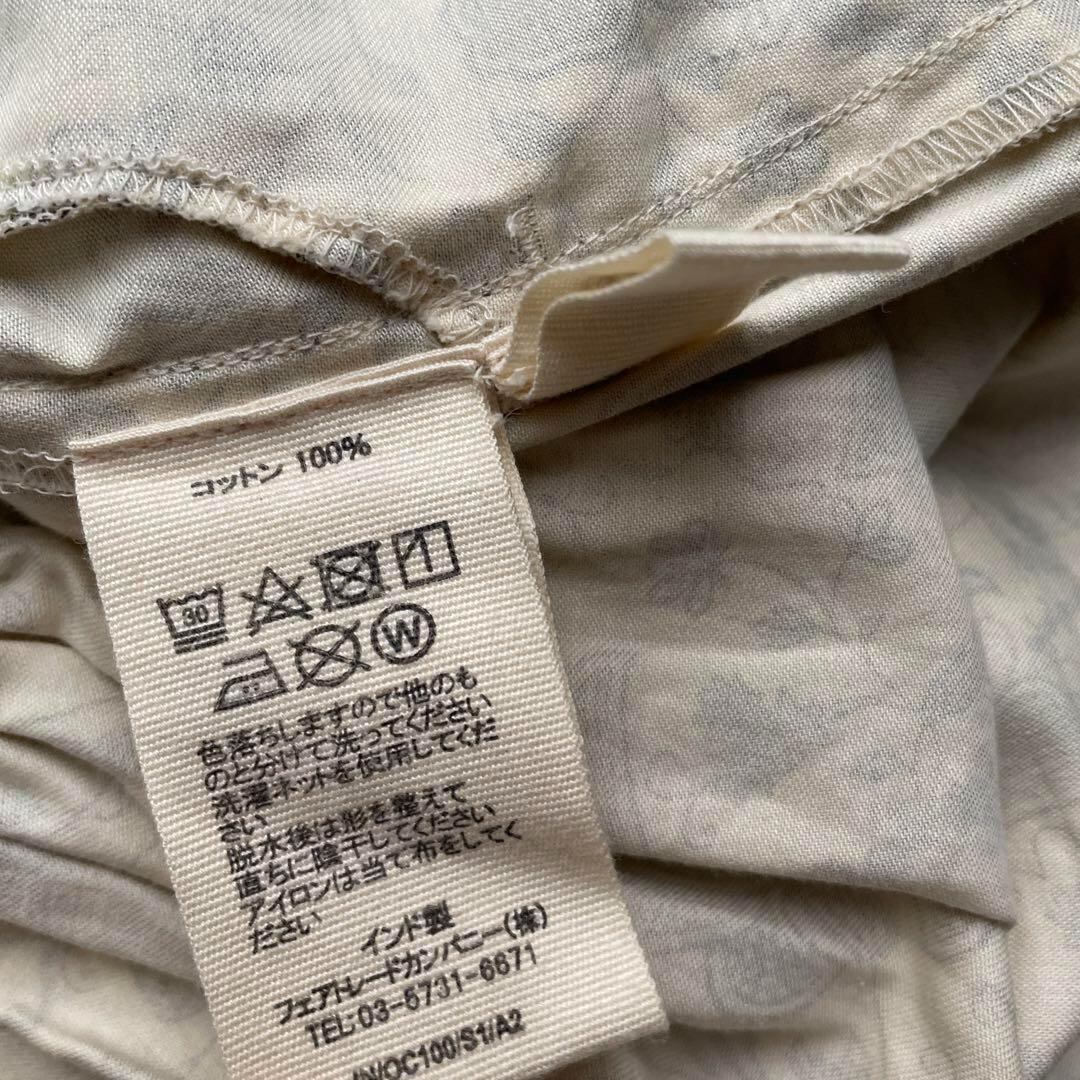 コットン 100%
30
W
色落ちしますので他のも
のと分けて洗ってください
洗濯ネットを使用してくだ
さい
脱水後は形を整えて
直ちに陰干してください
アイロンは当て布をしてく
ださい
インド製
フェアトレードカンパニー(株)
TEL:03-5731-6671
/OC100/S1/A2